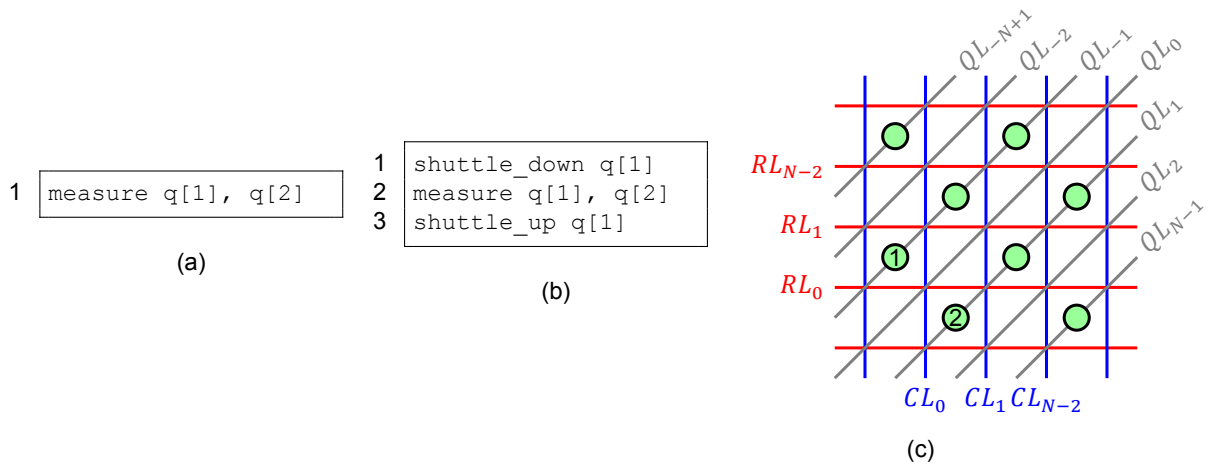 1 measure q[1], q[2]
(a)
1 shuttle_down q[1]
2 measure q[1], q[2]
3 shuttle_up q[1]
(b)
QL_{-N+1}
QL_{-2}
QL_{-1}
QL_0
QL_1
QL_2
QL_{N-1}
RL_{N-2}
RL_1
RL_0
1
2
CL_0 CL_1 CL_{N-2}
(c)